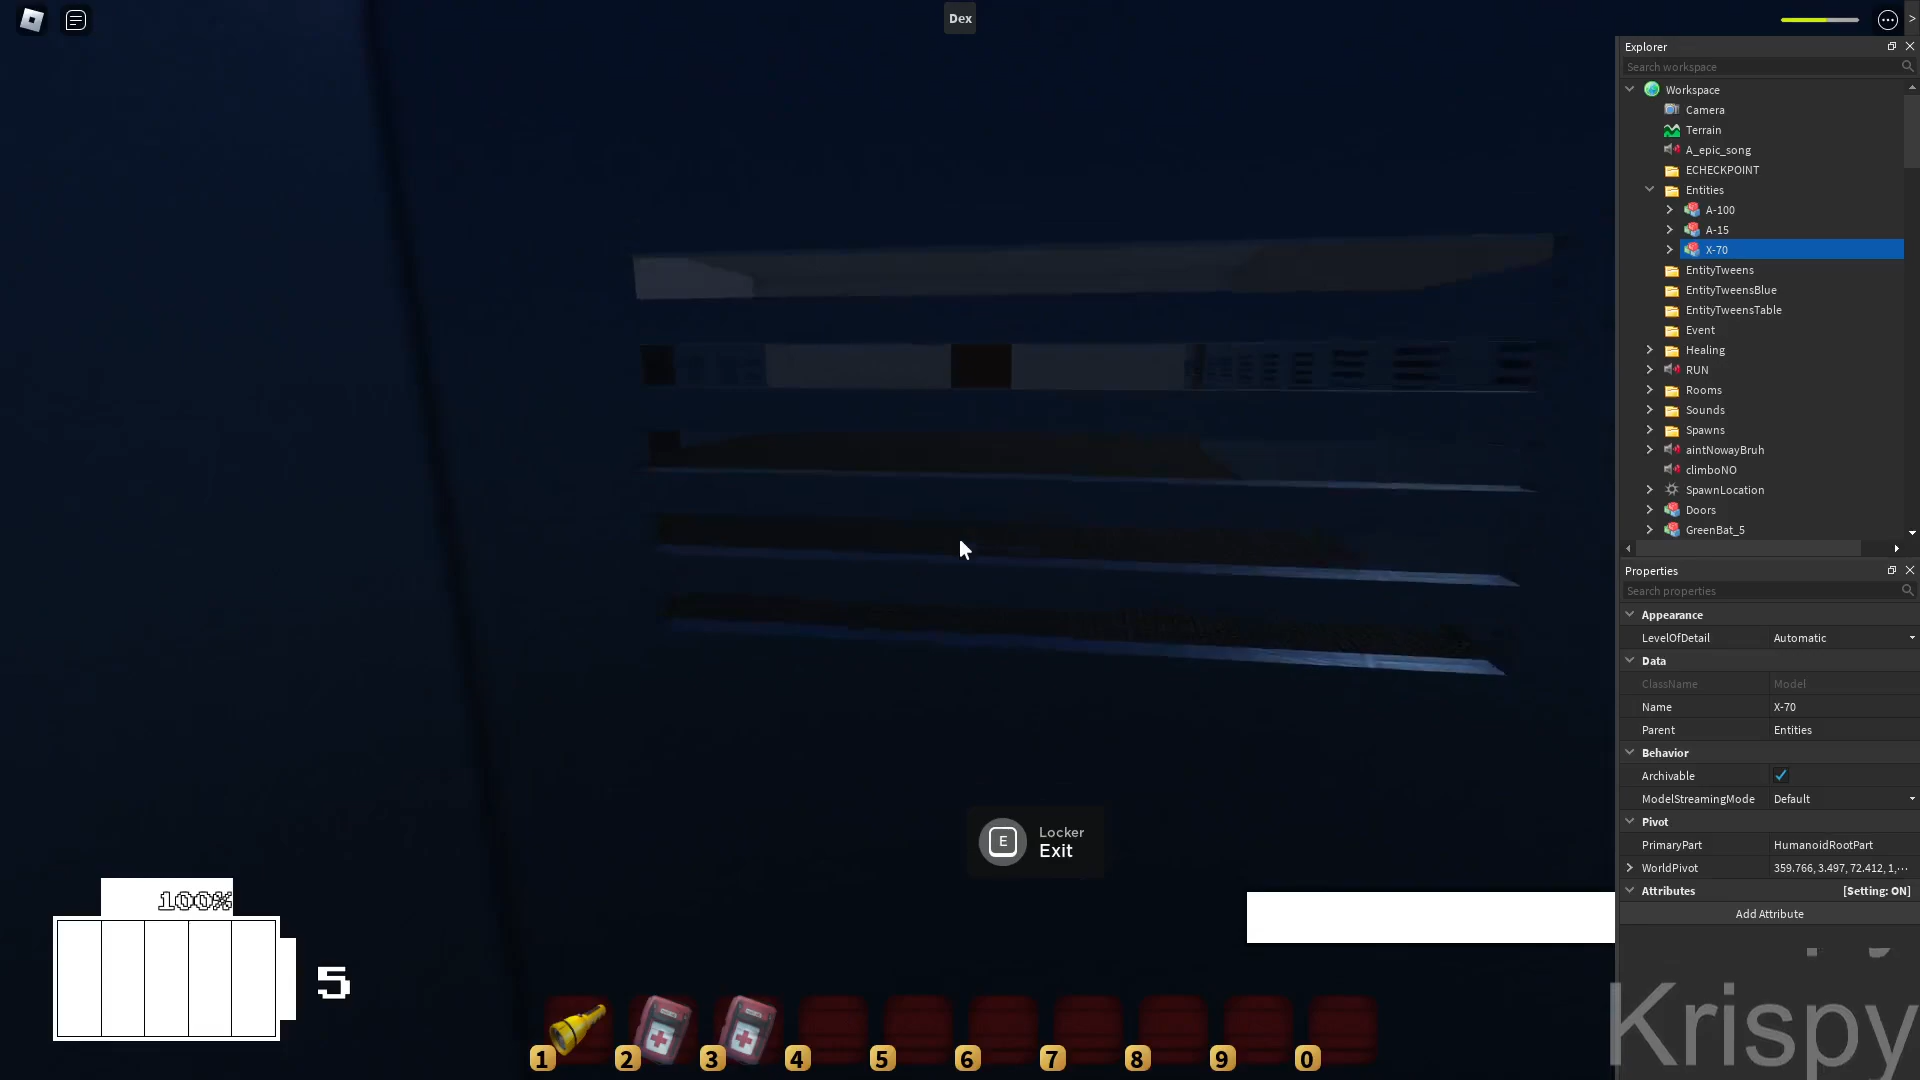 Dex
>
Explorer
Search workspace
Workspace
Camera
Terrain
A_epic_song
ECHECKPOINT
Entities
A-100
A-15
X-70
EntityTweens
EntityTweensBlue
EntityTweensTable
Event
Healing
RUN
Rooms
Sounds
Spawns
aintNowayBruh
climboNO
SpawnLocation
Doors
GreenBat_5
Properties
Search properties
Appearance
LevelOfDetail Automatic
Data
ClassName Model
Name X-70
Parent Entities
Behavior
Archivable
ModelStreamingMode Default
Pivot
PrimaryPart HumanoidRootPart
WorldPivot 359.766, 3.497, 72.412, 1,...
Attributes [Setting: ON]
Add Attribute
E
Locker
Exit
100%
5
1 2 3 4 5 6 7 8 9 0
Krispy